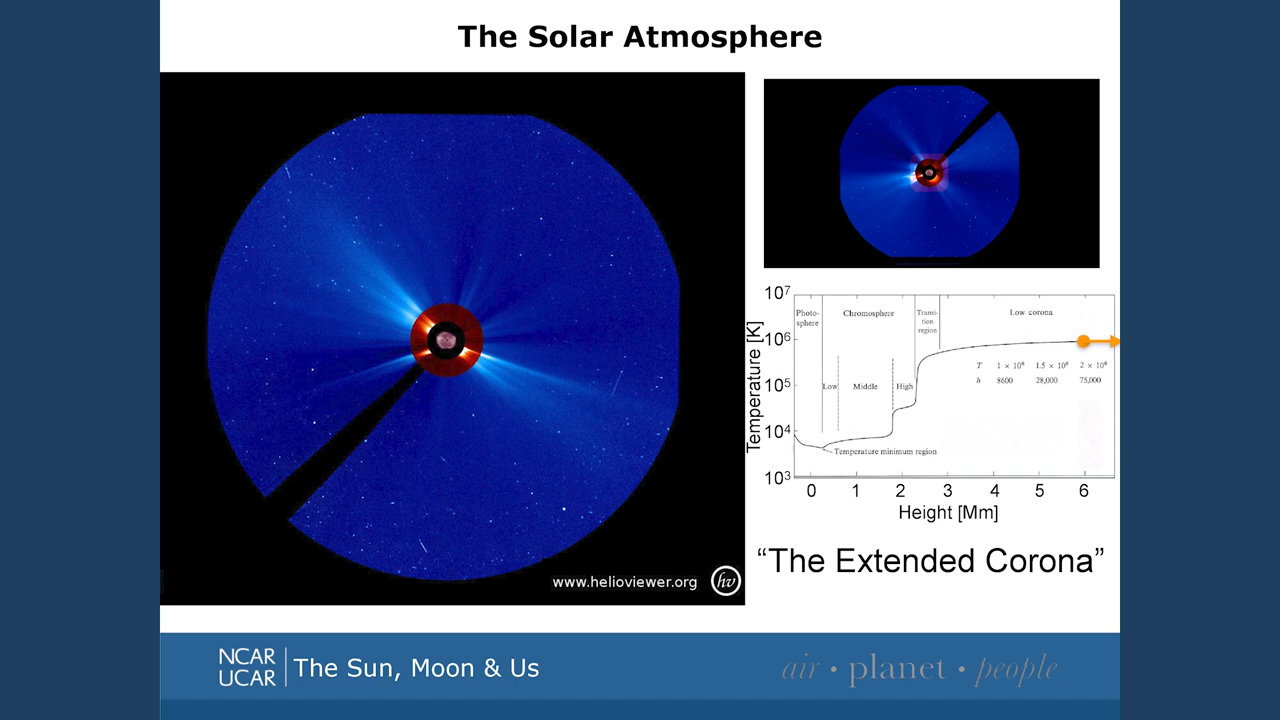 The Solar Atmosphere
www.helioviewer.org
hv
10⁷
10⁶
10⁵
10⁴
10³
Temperature [K]
Photo-
sphere
Chromosphere
Transi-
tion
region
Low corona
Low
Middle
High
T 1 × 10⁶ 1.5 × 10⁶ 2 × 10⁶
h 8600 28,000 75,000
Temperature minimum region
0 1 2 3 4 5 6
Height [Mm]
“The Extended Corona”
NCAR
UCAR
The Sun, Moon & Us
air • planet • people